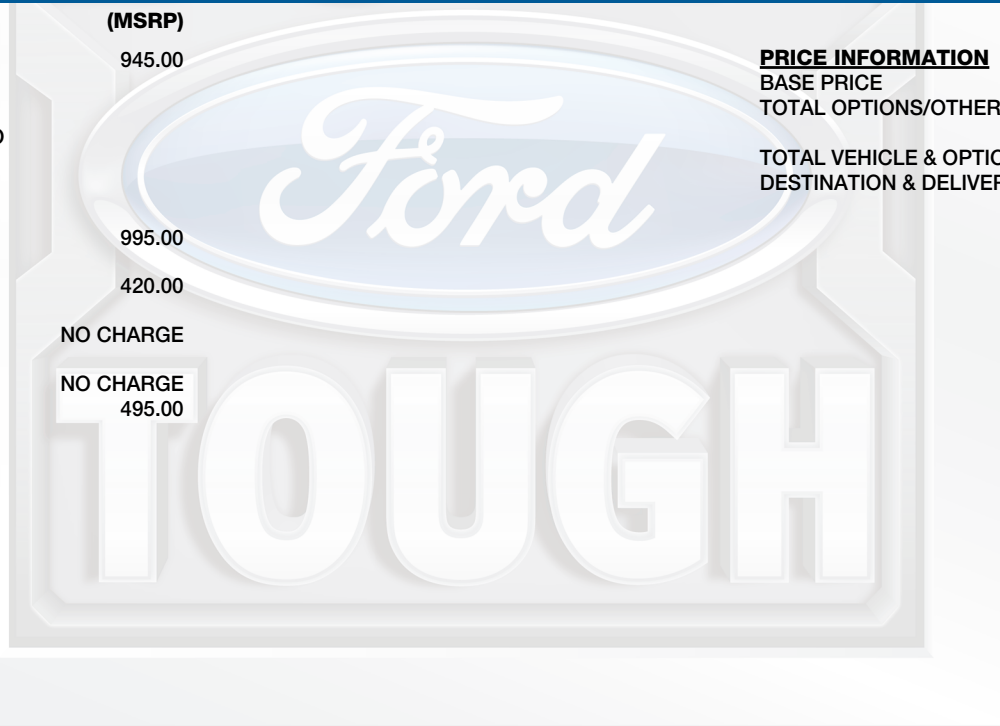 (MSRP)
945.00
995.00
420.00
NO CHARGE
NO CHARGE
495.00
PRICE INFORMATION
BASE PRICE
TOTAL OPTIONS/OTHER
TOTAL VEHICLE & OPTIO
DESTINATION & DELIVER
Ford
TOUGH